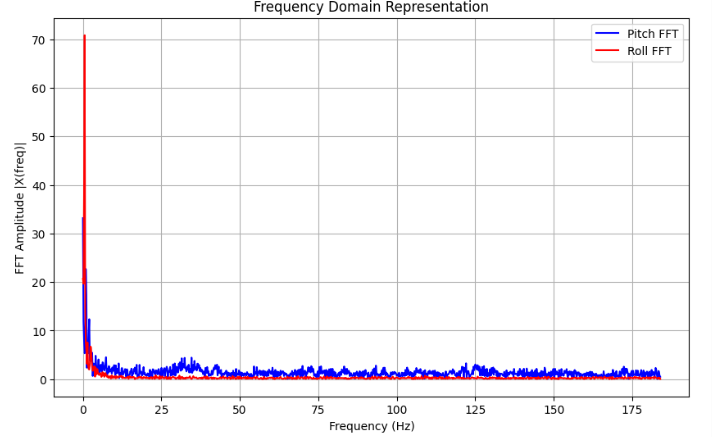 Frequency Domain Representation
Pitch FFT
Roll FFT
FFT Amplitude |X(freq)|
70
60
50
40
30
20
10
0
0 25 50 75 100 125 150 175
Frequency (Hz)